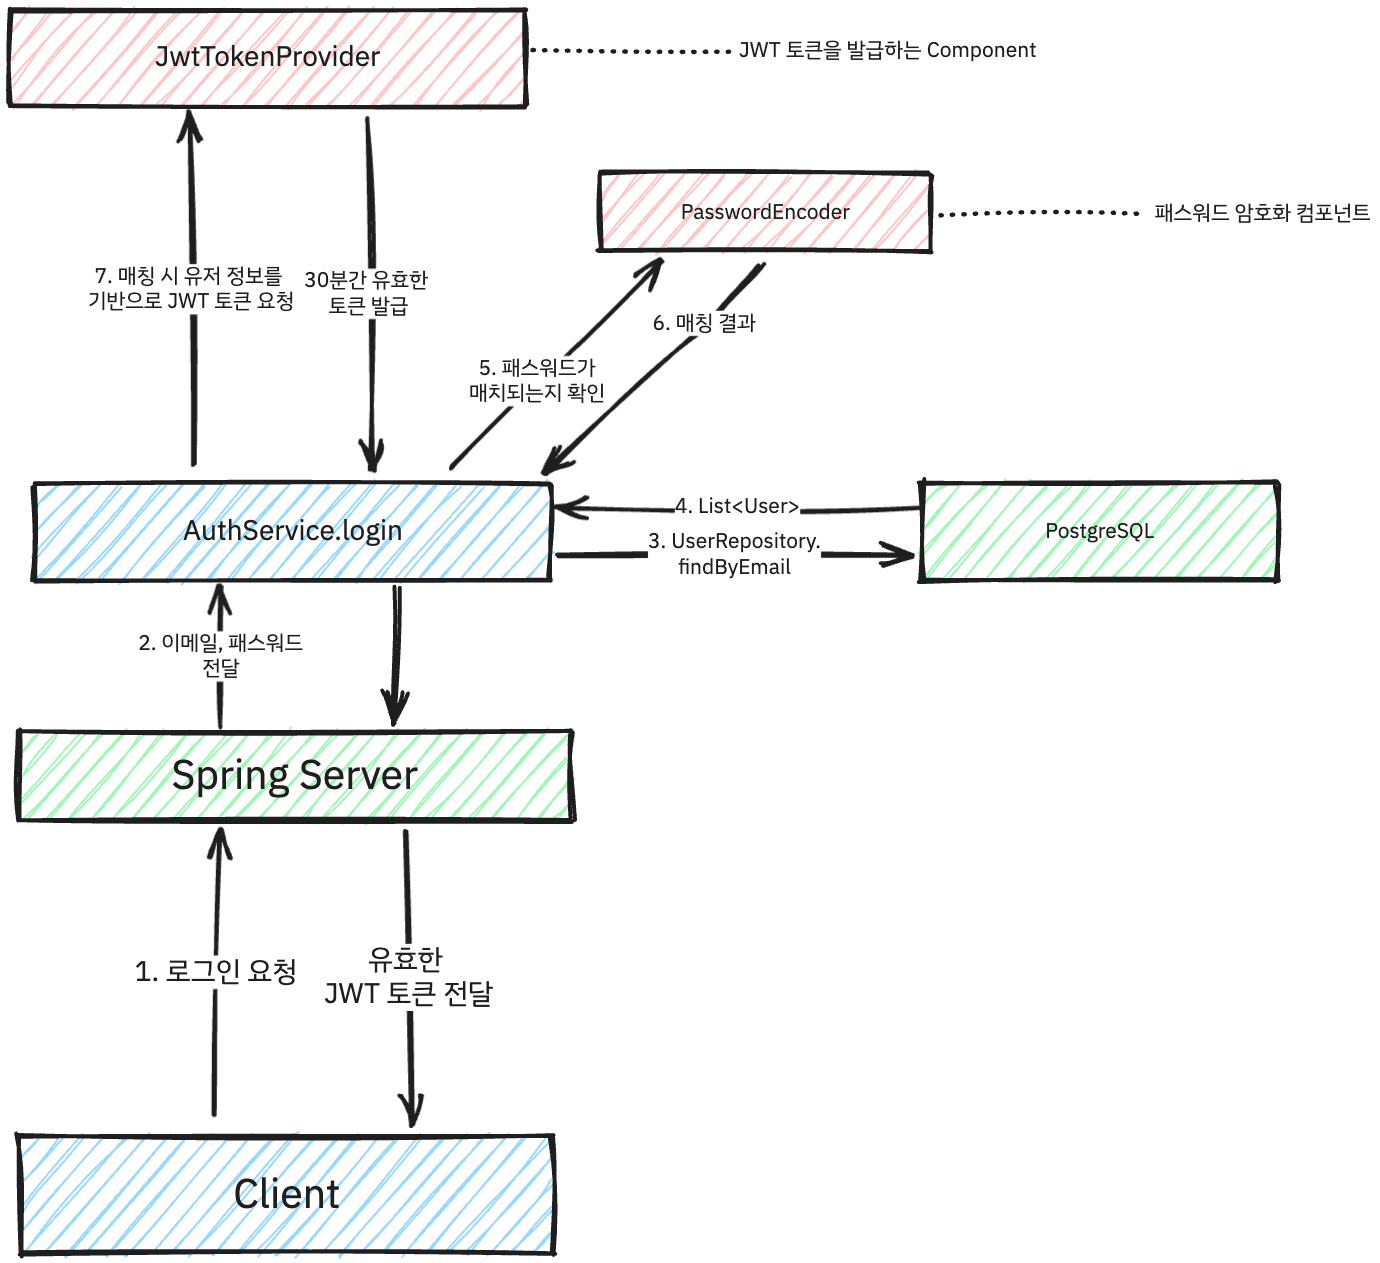 JwtTokenProvider
JWT 토큰을 발급하는 Component
PasswordEncoder
패스워드 암호화 컴포넌트
7. 매칭 시 유저 정보를
기반으로 JWT 토큰 요청
30분간 유효한
토큰 발급
6. 매칭 결과
5. 패스워드가
매치되는지 확인
AuthService.login
4. List<User>
3. UserRepository.
findByEmail
PostgreSQL
2. 이메일, 패스워드
전달
Spring Server
1. 로그인 요청
유효한
JWT 토큰 전달
Client